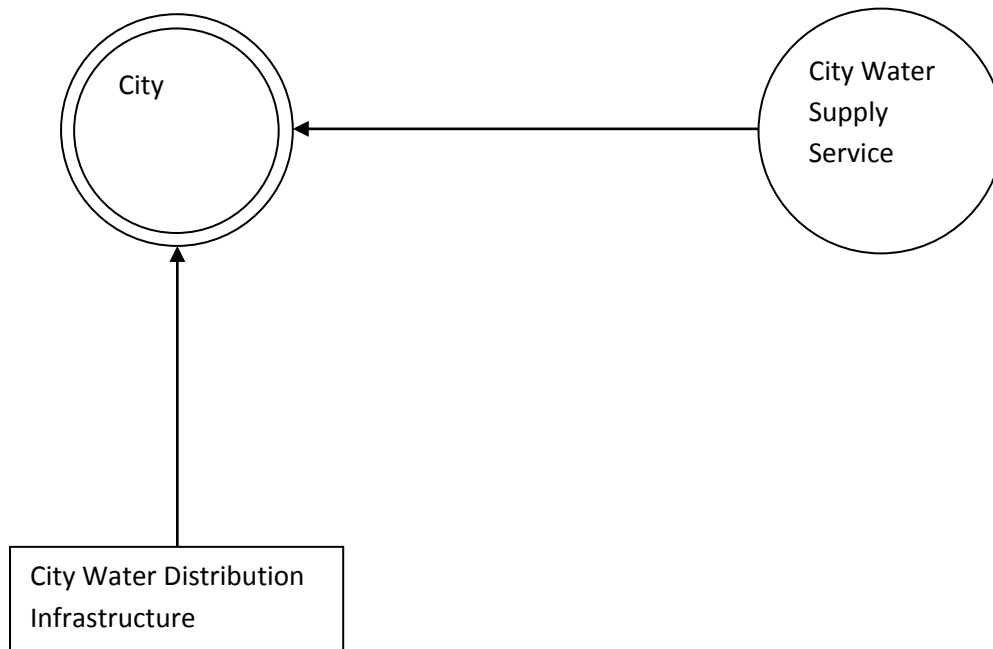 City
City Water
Supply
Service
City Water Distribution
Infrastructure